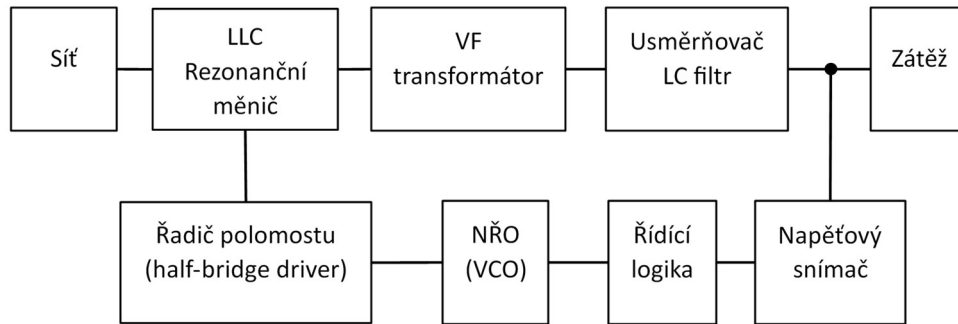 Síť
LLC
Rezonanční
měnič
VF
transformátor
Usměrňovač
LC filtr
Zátěž
Řadič polomostu
(half-bridge driver)
NŘO
(VCO)
Řídící
logika
Napěťový
snímač